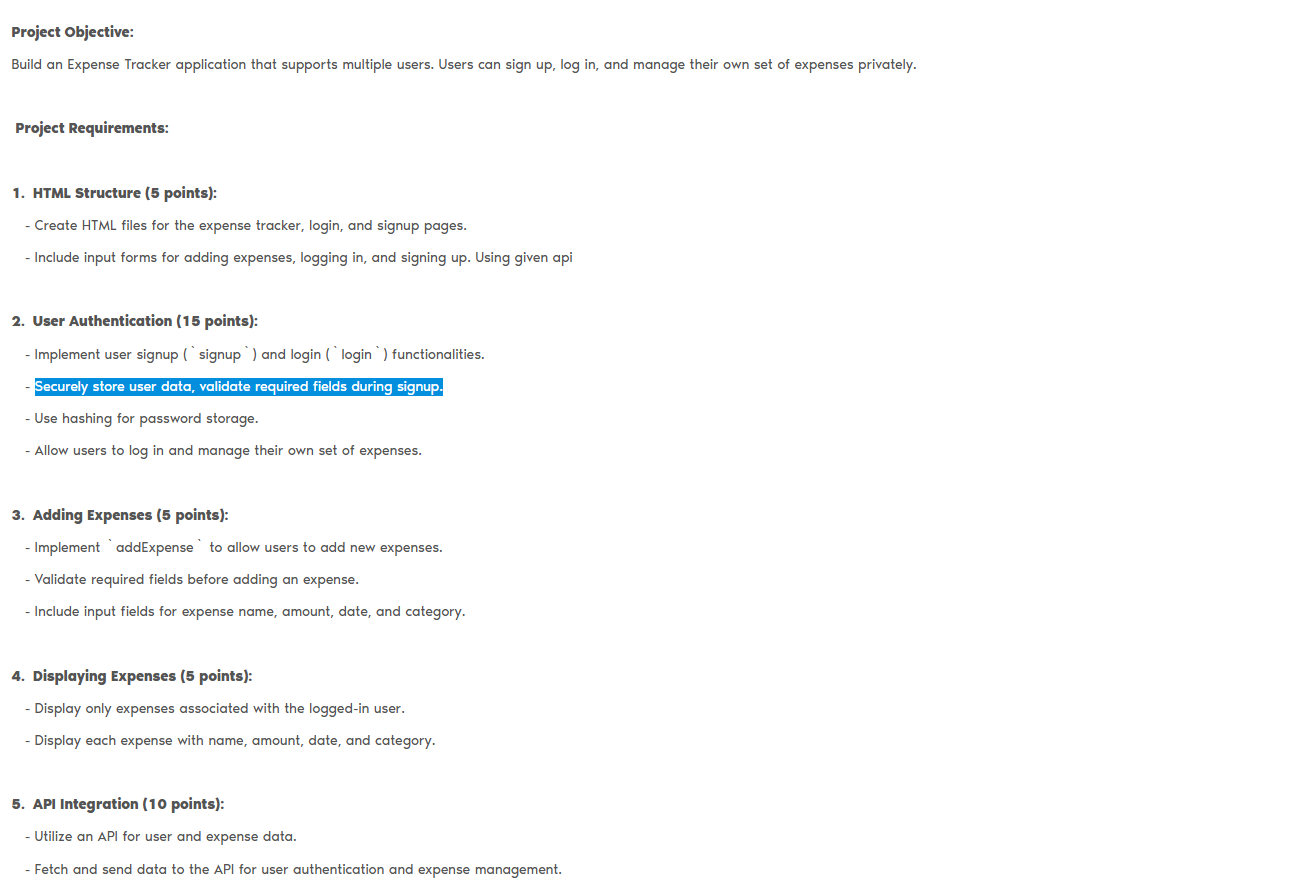 Project Objective:
Build an Expense Tracker application that supports multiple users. Users can sign up, log in, and manage their own set of expenses privately.
Project Requirements:
1. HTML Structure (5 points):
- Create HTML files for the expense tracker, login, and signup pages.
- Include input forms for adding expenses, logging in, and signing up. Using given api
2. User Authentication (15 points):
- Implement user signup (`signup`) and login (`login`) functionalities.
- Securely store user data, validate required fields during signup.
- Use hashing for password storage.
- Allow users to log in and manage their own set of expenses.
3. Adding Expenses (5 points):
- Implement `addExpense` to allow users to add new expenses.
- Validate required fields before adding an expense.
- Include input fields for expense name, amount, date, and category.
4. Displaying Expenses (5 points):
- Display only expenses associated with the logged-in user.
- Display each expense with name, amount, date, and category.
5. API Integration (10 points):
- Utilize an API for user and expense data.
- Fetch and send data to the API for user authentication and expense management.